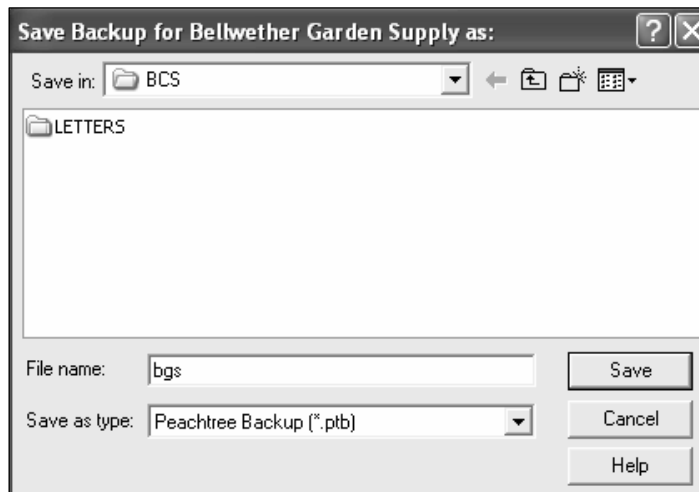 Save Backup for Bellwether Garden Supply as:
Save in: BCS
LETTERS
File name: bgs Save
Save as type: Peachtree Backup (*.ptb) Cancel
Help